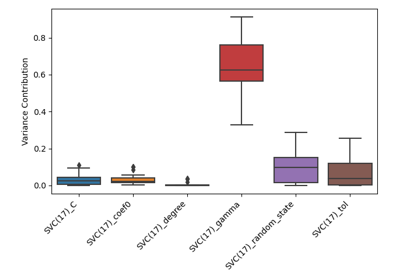 Variance Contribution
0.8
0.6
0.4
0.2
0.0
SVC(17)_C
SVC(17)_coef0
SVC(17)_degree
SVC(17)_gamma
SVC(17)_random_state
SVC(17)_tol